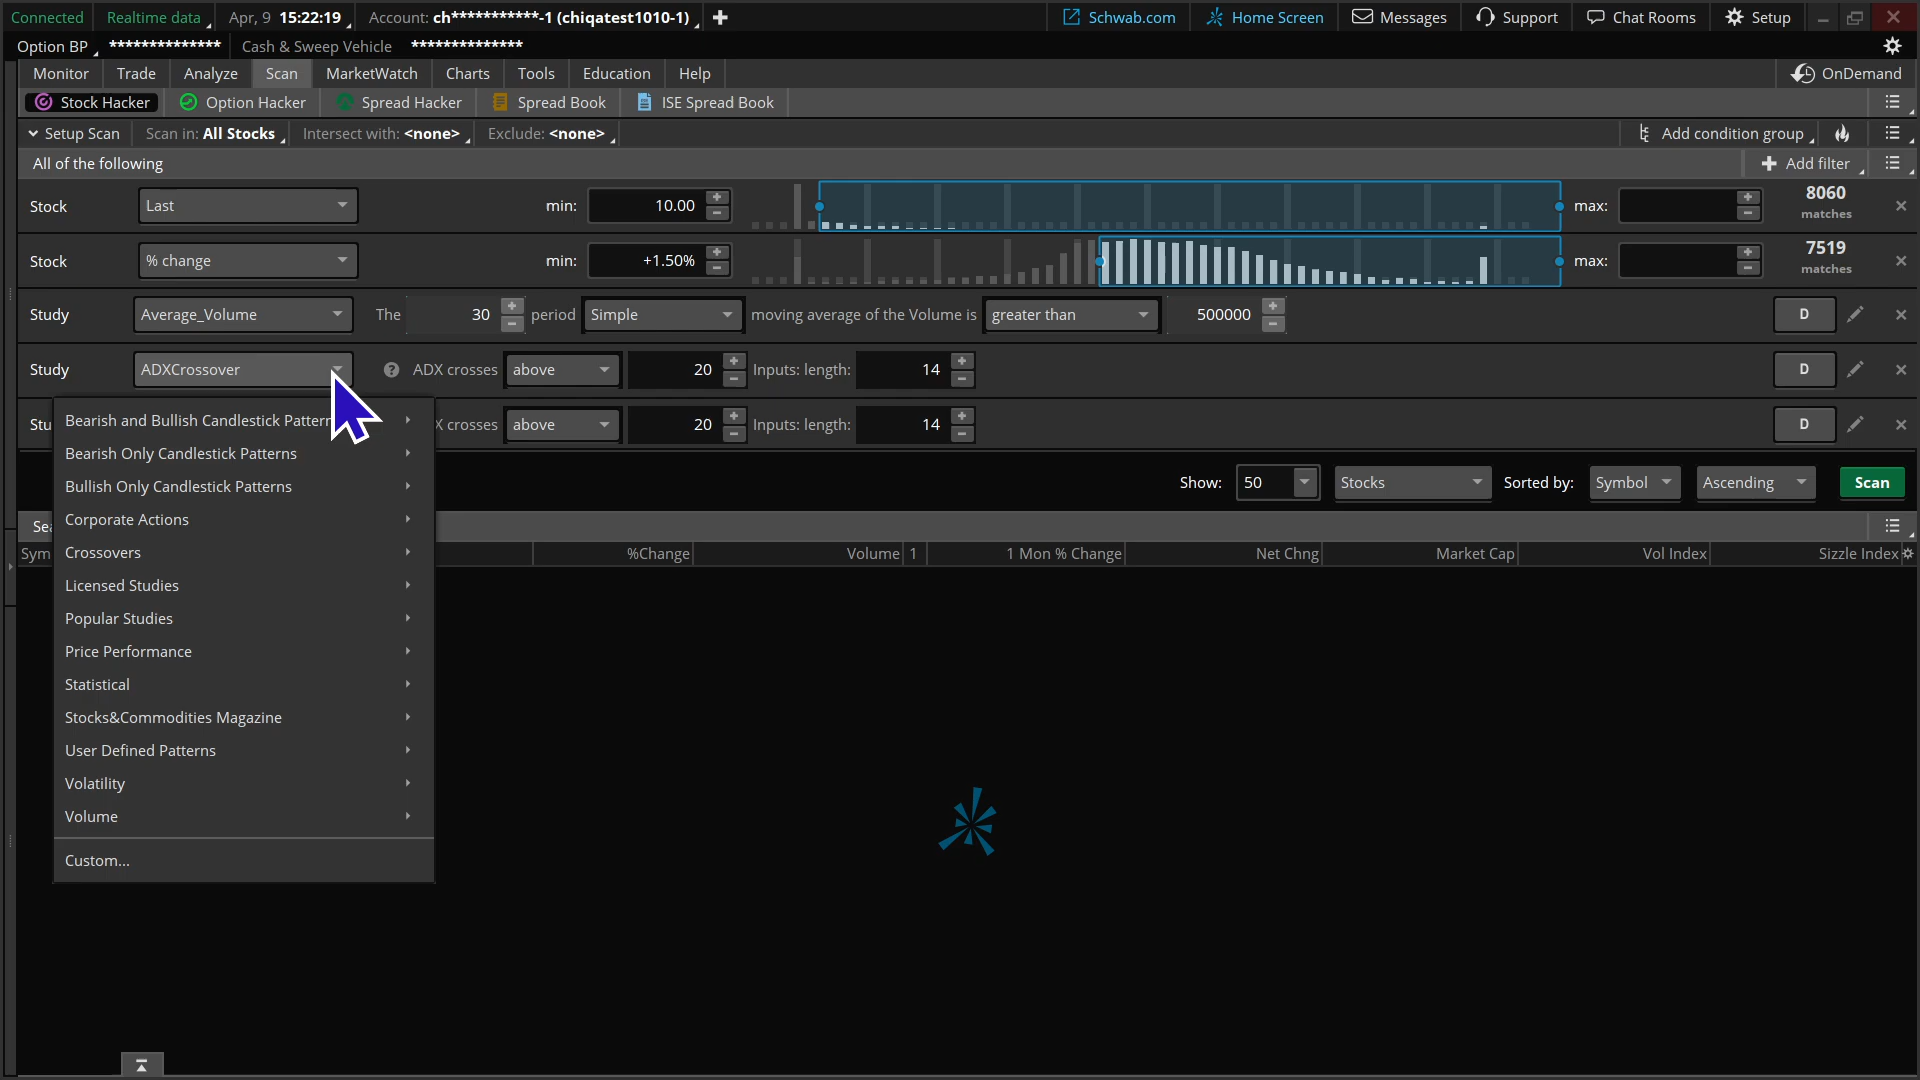 Connected Realtime data Apr, 9 15:22:19 Account: ch***********-1 (chiqatest1010-1) Schwab.com Home Screen Messages Support Chat Rooms Setup
Option BP ************** Cash & Sweep Vehicle **************
Monitor Trade Analyze Scan MarketWatch Charts Tools Education Help OnDemand
Stock Hacker Option Hacker Spread Hacker Spread Book ISE Spread Book
Setup Scan Scan in: All Stocks Intersect with: <none> Exclude: <none> Add condition group
All of the following Add filter
Stock Last min: 10.00 max: 8060 matches
Stock % change min: +1.50% max: 7519 matches
Study Average_Volume The 30 period Simple moving average of the Volume is greater than 500000 D
Study ADXCrossover ADX crosses above 20 Inputs: length: 14 D
Stu X crosses above 20 Inputs: length: 14 D
Bearish and Bullish Candlestick Pattern
Bearish Only Candlestick Patterns
Bullish Only Candlestick Patterns
Corporate Actions
Crossovers
Licensed Studies
Popular Studies
Price Performance
Statistical
Stocks&Commodities Magazine
User Defined Patterns
Volatility
Volume
Custom...
Show: 50 Stocks Sorted by: Symbol Ascending Scan
Sea
Sym %Change Volume 1 1 Mon % Change Net Chng Market Cap Vol Index Sizzle Index